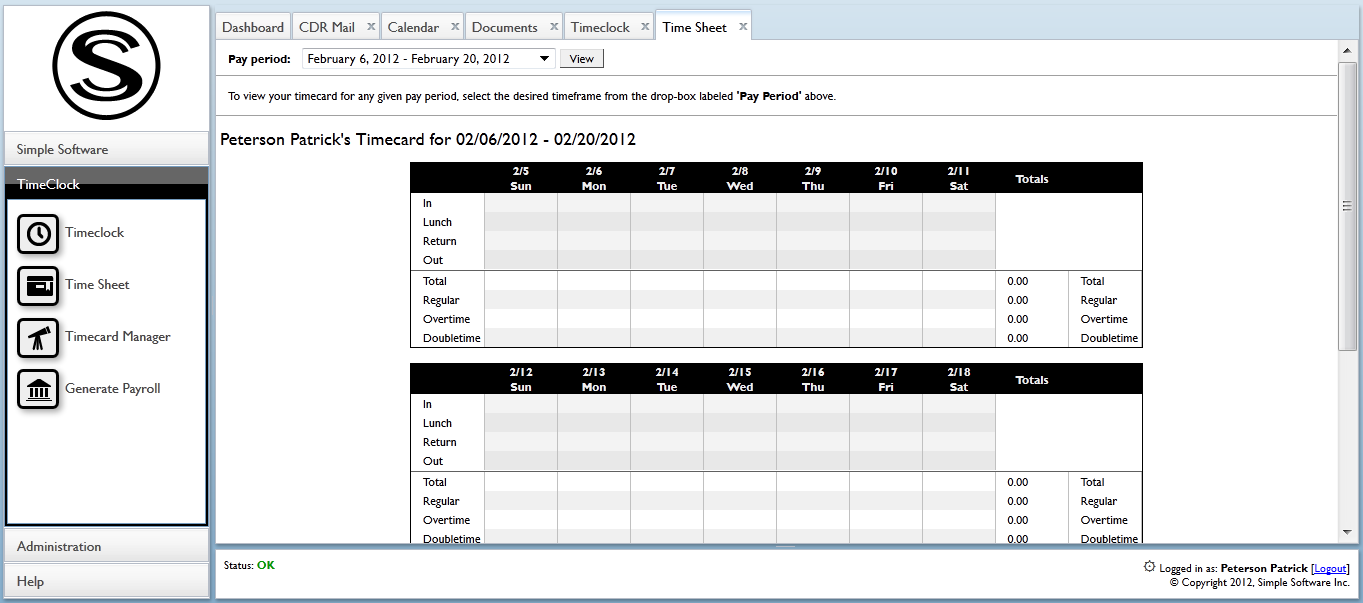 S
Simple Software
TimeClock
Timeclock
Time Sheet
Timecard Manager
Generate Payroll
Administration
Help
Dashboard CDR Mail x Calendar x Documents x Timeclock x Time Sheet x
Pay period: February 6, 2012 - February 20, 2012 View
To view your timecard for any given pay period, select the desired timeframe from the drop-box labeled 'Pay Period' above.
Peterson Patrick's Timecard for 02/06/2012 - 02/20/2012
2/5 2/6 2/7 2/8 2/9 2/10 2/11 Totals
Sun Mon Tue Wed Thu Fri Sat
In
Lunch
Return
Out
Total 0.00 Total
Regular 0.00 Regular
Overtime 0.00 Overtime
Doubletime 0.00 Doubletime
2/12 2/13 2/14 2/15 2/16 2/17 2/18 Totals
Sun Mon Tue Wed Thu Fri Sat
In
Lunch
Return
Out
Total 0.00 Total
Regular 0.00 Regular
Overtime 0.00 Overtime
Doubletime 0.00 Doubletime
Status: OK
Logged in as: Peterson Patrick [Logout]
© Copyright 2012, Simple Software Inc.